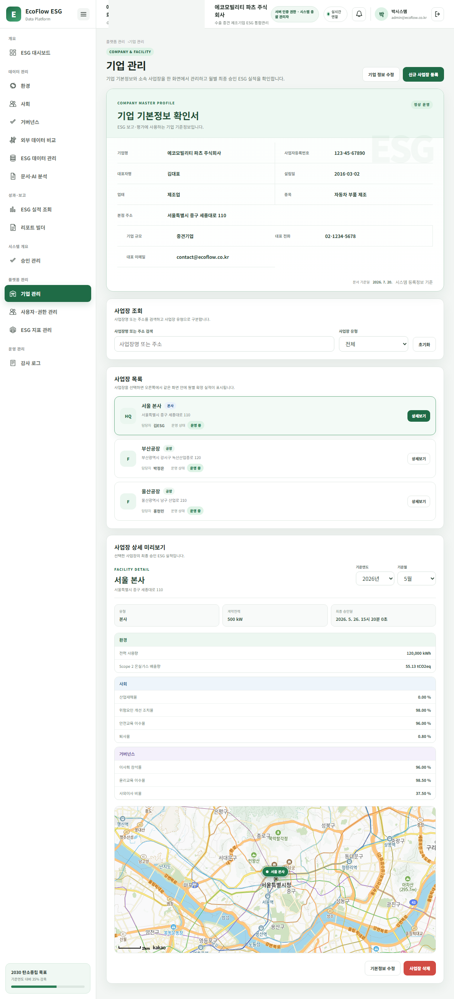 E
EcoFlow ESG
Data Platform
에코모빌리티 파츠 주식
회사
수출 중견 제조기업 ESG 통합관리
서버 인증 권한 · 시스템 총
괄 관리자
실시간
연결
박
박시스템
admin@ecoflow.co.kr
개요
ESG 대시보드
데이터 관리
환경
사회
거버넌스
외부 데이터 비교
ESG 데이터 관리
문서·AI 분석
성과·보고
ESG 실적 조회
리포트 빌더
시스템 개요
승인 관리
플랫폼 관리
기업 관리
사용자·권한 관리
ESG 지표 관리
운영 관리
감사 로그
2030 탄소중립 목표
기준연도 대비 35% 감축
플랫폼 관리 ›기업 관리
COMPANY & FACILITY
기업 관리
기업 기본정보와 소속 사업장을 한 화면에서 관리하고 월별 최종 승인 ESG 실적을 확인합니다.
기업 정보 수정
신규 사업장 등록
COMPANY MASTER PROFILE
정상 운영
기업 기본정보 확인서
ESG 보고·평가에 사용하는 기업 기준정보입니다.
ESG
기업명 에코모빌리티 파츠 주식회사 사업자등록번호 123-45-67890
대표자명 김대표 설립일 2016-03-02
업태 제조업 종목 자동차 부품 제조
본점 주소 서울특별시 중구 세종대로 110
기업 규모 중견기업 대표 전화 02-1234-5678
대표 이메일 contact@ecoflow.co.kr
문서 기준일 2026. 7. 20. 시스템 등록정보 기준
사업장 조회
사업장명 또는 주소를 검색하고 사업장 유형으로 구분합니다.
사업장명 또는 주소 검색 사업장 유형
사업장명 또는 주소 전체 초기화
사업장 목록
사업장을 선택하면 오른쪽에서 같은 화면 안에 월별 확정 실적이 표시됩니다.
HQ
서울 본사 본사
서울특별시 중구 세종대로 110
담당자 김ESG 운영 상태 운영 중
상세보기
F
부산공장 공장
부산광역시 강서구 녹산산업중로 120
담당자 박정은 운영 상태 운영 중
상세보기
F
울산공장 공장
울산광역시 남구 산업로 210
담당자 홍현민 운영 상태 운영 중
상세보기
사업장 상세 미리보기
선택한 사업장의 최종 승인 ESG 실적입니다.
FACILITY DETAIL
서울 본사
서울특별시 중구 세종대로 110
기준연도 기준월
2026년 5월
유형 계약전력 최종 승인일
본사 500 kW 2026. 5. 26. 15시 20분 0초
환경
전력 사용량 120,000 kWh
Scope 2 온실가스 배출량 55.13 tCO2eq
사회
산업재해율 0.00 %
위험요인 개선 조치율 98.00 %
안전교육 이수율 96.00 %
퇴사율 0.80 %
거버넌스
이사회 참석률 96.00 %
윤리교육 이수율 98.50 %
사외이사 비율 37.50 %
흥도
은평구
행신역
JC
봉대산
성북구
IC
중랑
JC
행주산성
종로구
북악팔각정
상봉역
중랑구
구리
서대문구
인왕산
동대문구
IC
남고양
난지도
청량리역
서울 본사
서울특별시청
마포구
중구
아차산
(295.7m)
강변북로
올림픽대로
서울역
성동구
광진구
43
JC
염창
밤섬
JC
성수
강변북로
양천구
목동운동장
용산구
용산역
올림픽대로
강변북로
JC
올림픽대교
IC
신월
영등포구
노들섬
강변북로
2km kakao
기본정보 수정
사업장 삭제